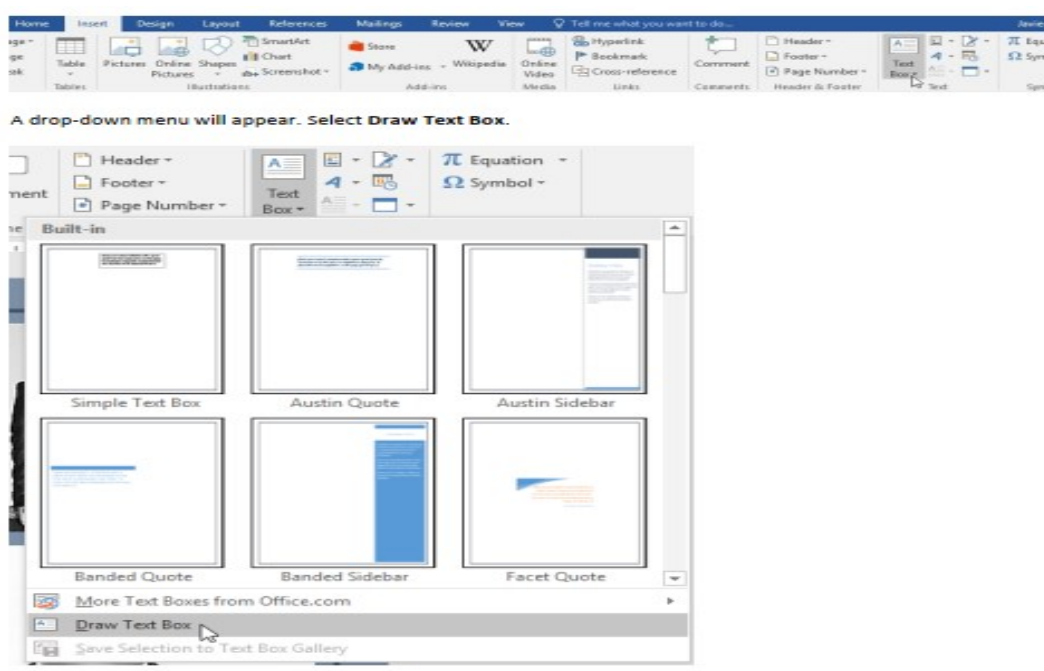 Home Insert Design Layout References Mailings Review View Tell me what you want to do...
SmartArt Store Hyperlink Header
Table Pictures Online Pictures Shapes Chart My Add-ins Wikipedia Online Video Bookmark Comment Footer Text Box
Screenshot Cross-reference Page Number
Tables Illustrations Add-ins Media Links Comments Header & Footer Text
A drop-down menu will appear. Select Draw Text Box.
Header Equation
Footer Text Box Symbol
Page Number
Built-in
Simple Text Box Austin Quote Austin Sidebar
Banded Quote Banded Sidebar Facet Quote
More Text Boxes from Office.com
Draw Text Box
Save Selection to Text Box Gallery